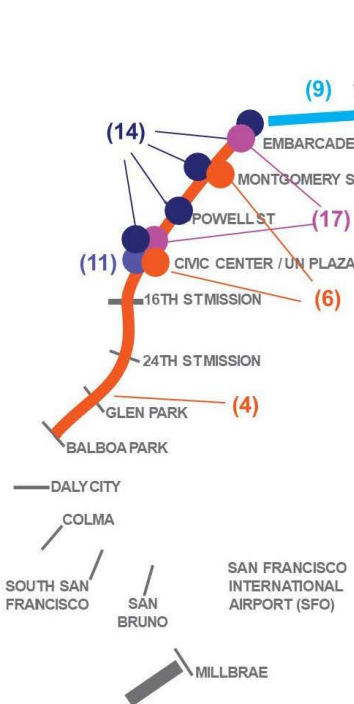 (9)
(14)
EMBARCADE
MONTGOMERY S
POWELL ST
(17)
(11)
CIVIC CENTER / UN PLAZA
16TH ST MISSION
(6)
24TH ST MISSION
(4)
GLEN PARK
BALBOA PARK
DALY CITY
COLMA
SOUTH SAN
FRANCISCO
SAN
BRUNO
SAN FRANCISCO
INTERNATIONAL
AIRPORT (SFO)
MILLBRAE